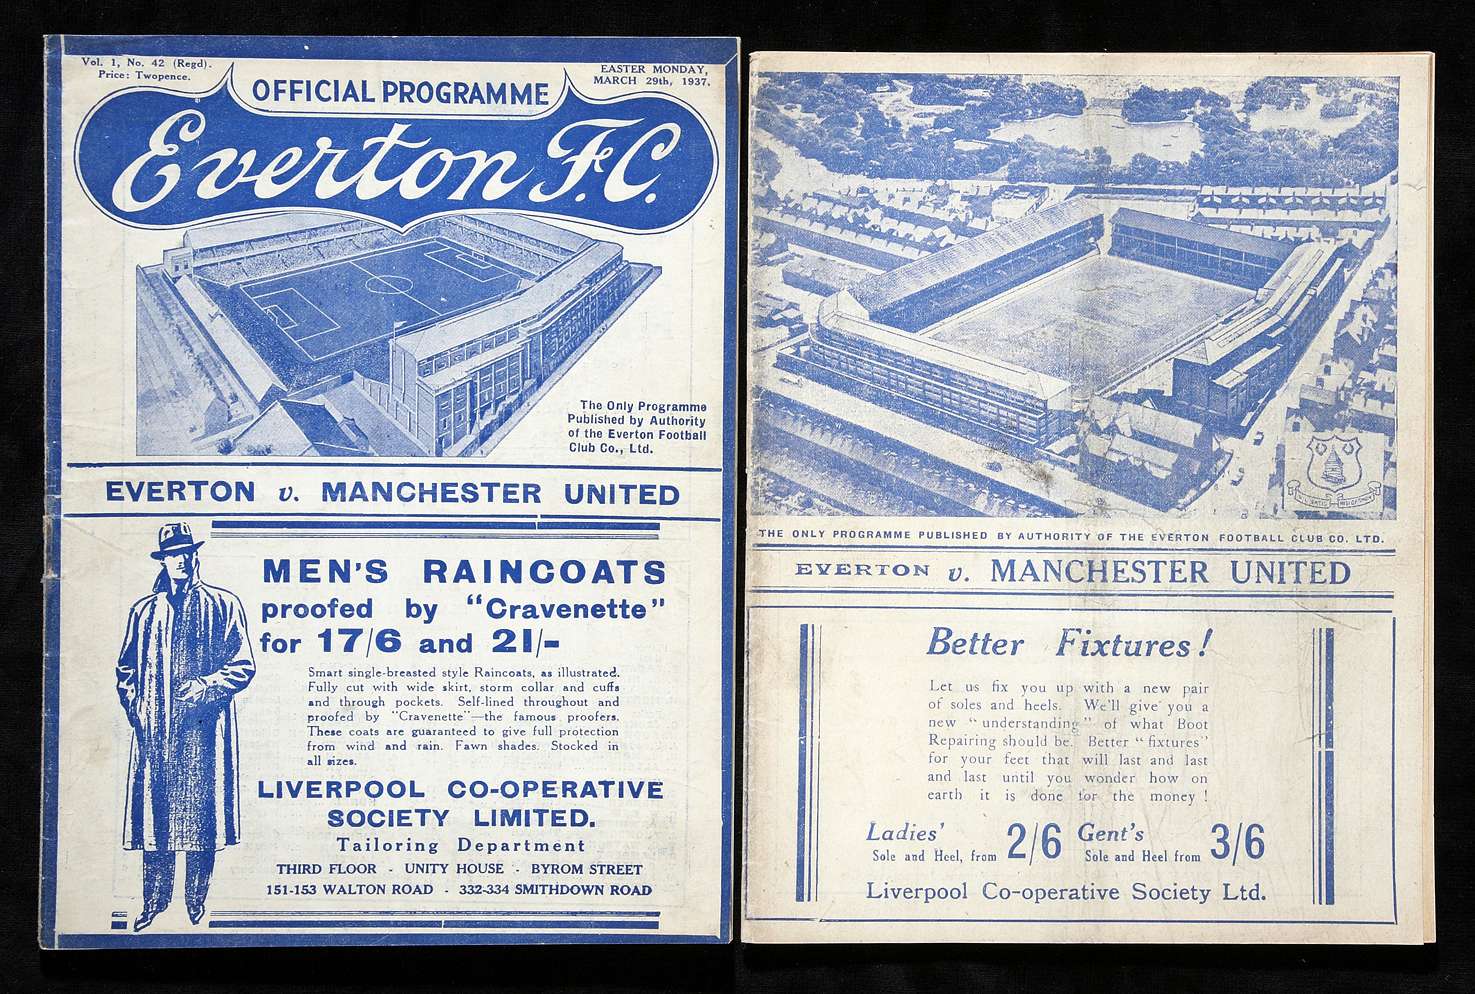 Vol. 1, No. 42 (Regd).
Price: Twopence.
OFFICIAL PROGRAMME
EASTER MONDAY,
MARCH 29th, 1937.
Everton F.C.
The Only Programme
Published by Authority
of the Everton Football
Club Co., Ltd.
EVERTON v. MANCHESTER UNITED
MEN'S RAINCOATS
proofed by "Cravenette"
for 17/6 and 21/-
Smart single-breasted style Raincoats, as illustrated.
Fully cut with wide skirt, storm collar and cuffs
and through pockets. Self-lined throughout and
proofed by "Cravenette"—the famous proofers.
These coats are guaranteed to give full protection
from wind and rain. Fawn shades. Stocked in
all sizes.
LIVERPOOL CO-OPERATIVE
SOCIETY LIMITED.
Tailoring Department
THIRD FLOOR - UNITY HOUSE - BYROM STREET
151-153 WALTON ROAD - 332-334 SMITHDOWN ROAD
THE ONLY PROGRAMME PUBLISHED BY AUTHORITY OF THE EVERTON FOOTBALL CLUB CO. LTD.
EVERTON v. MANCHESTER UNITED
Better Fixtures!
Let us fix you up with a new pair
of soles and heels. We'll give you a
new "understanding" of what Boot
Repairing should be. Better "fixtures"
for your feet that will last and last
and last until you wonder how on
earth it is done for the money!
Ladies' 2/6 Gent's 3/6
Sole and Heel, from Sole and Heel from
Liverpool Co-operative Society Ltd.